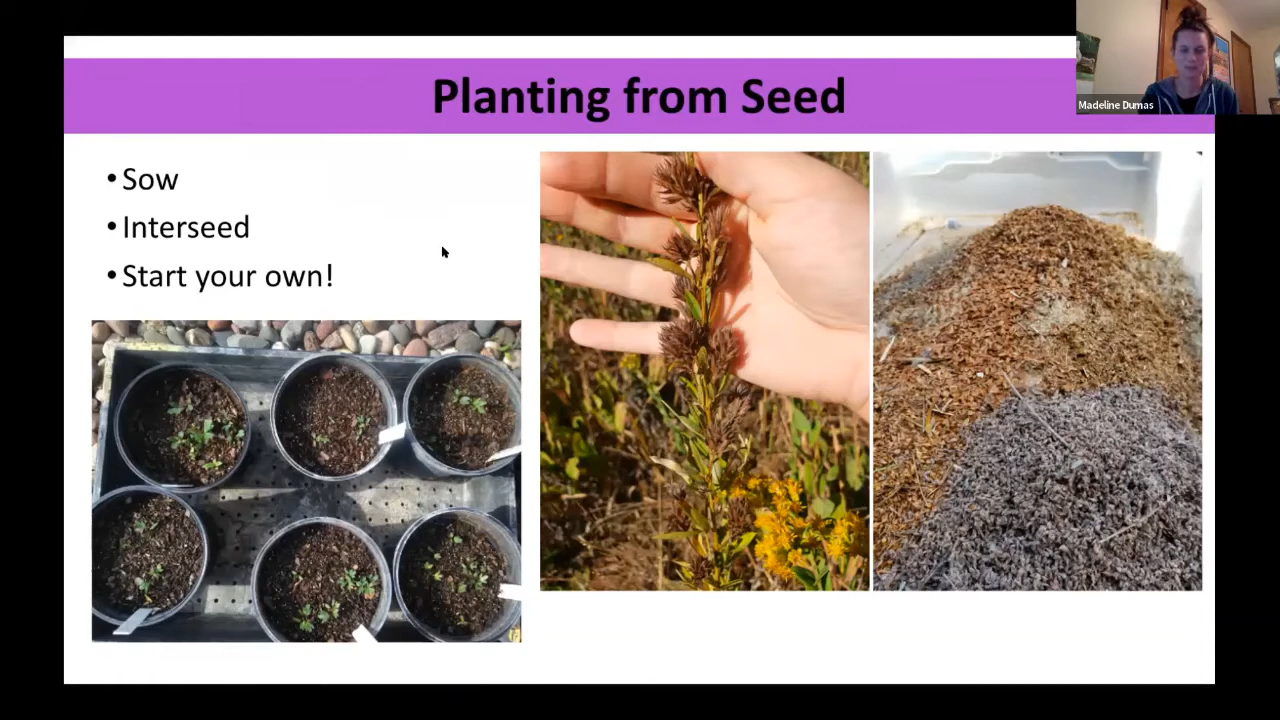 Planting from Seed
Madeline Dumas
• Sow
• Interseed
• Start your own!